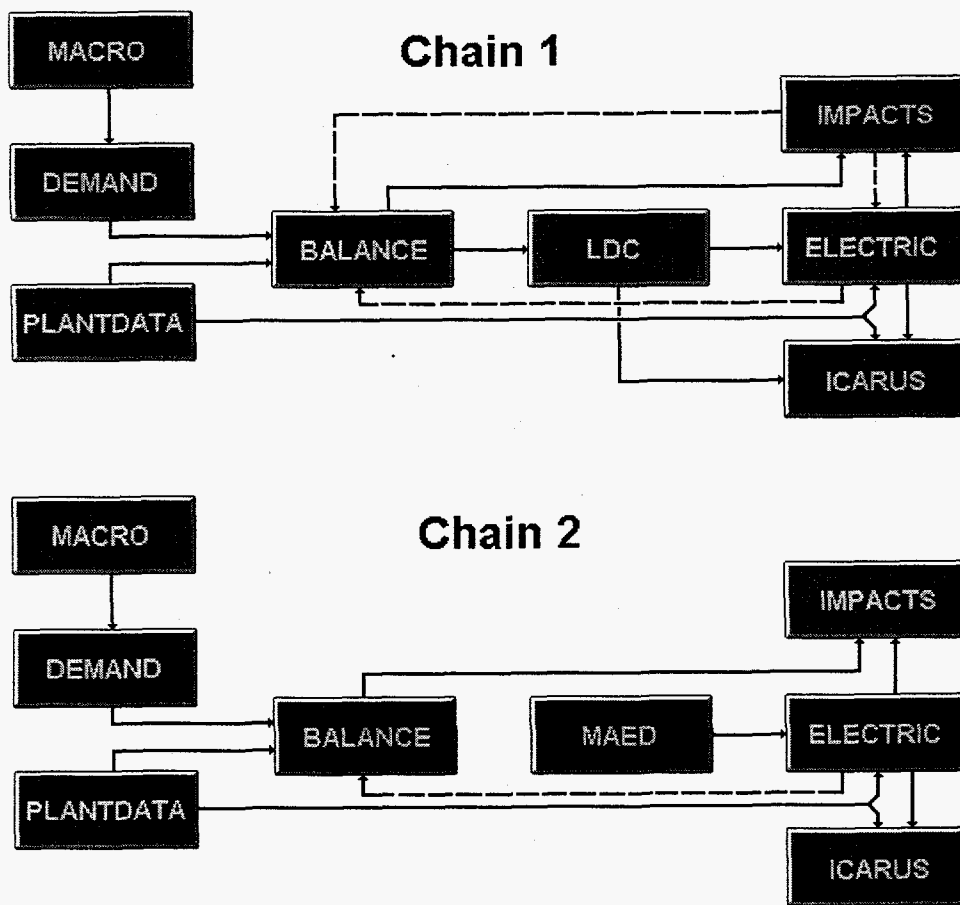 Chain 1
MACRO
IMPACTS
DEMAND
BALANCE
LDC
ELECTRIC
PLANTDATA
ICARUS
Chain 2
MACRO
IMPACTS
DEMAND
BALANCE
MAED
ELECTRIC
PLANTDATA
ICARUS